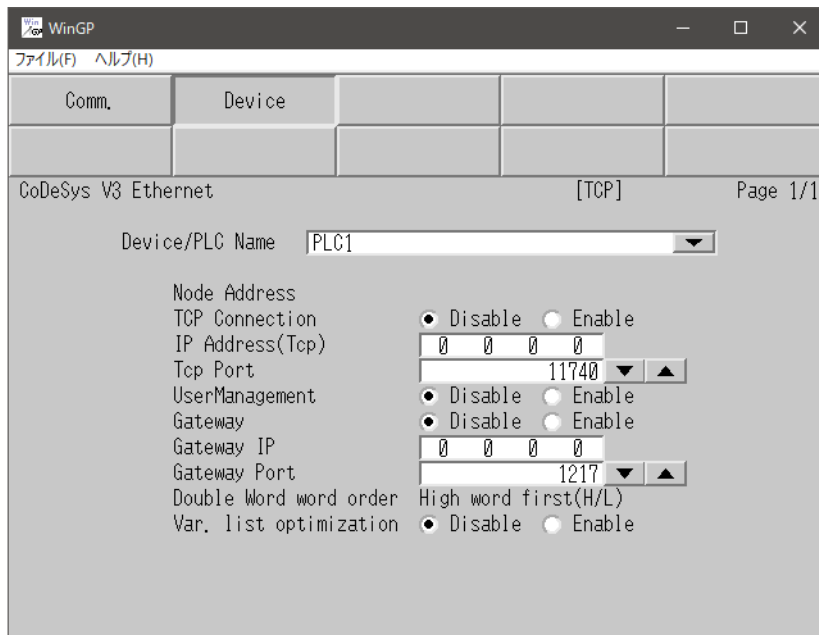 WinGP
ファイル(F) ヘルプ(H)
Comm. Device
CoDeSys V3 Ethernet [TCP] Page 1/1
Device/PLC Name PLC1
Node Address
TCP Connection Disable Enable
IP Address(Tcp) 0 0 0 0
Tcp Port 11740
UserManagement Disable Enable
Gateway Disable Enable
Gateway IP 0 0 0 0
Gateway Port 1217
Double Word word order High word first(H/L)
Var. list optimization Disable Enable